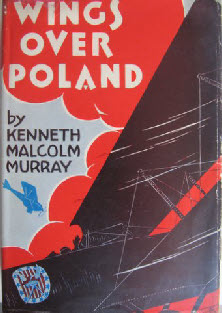 WINGS
OVER
POLAND
by
KENNETH
MALCOLM
MURRAY